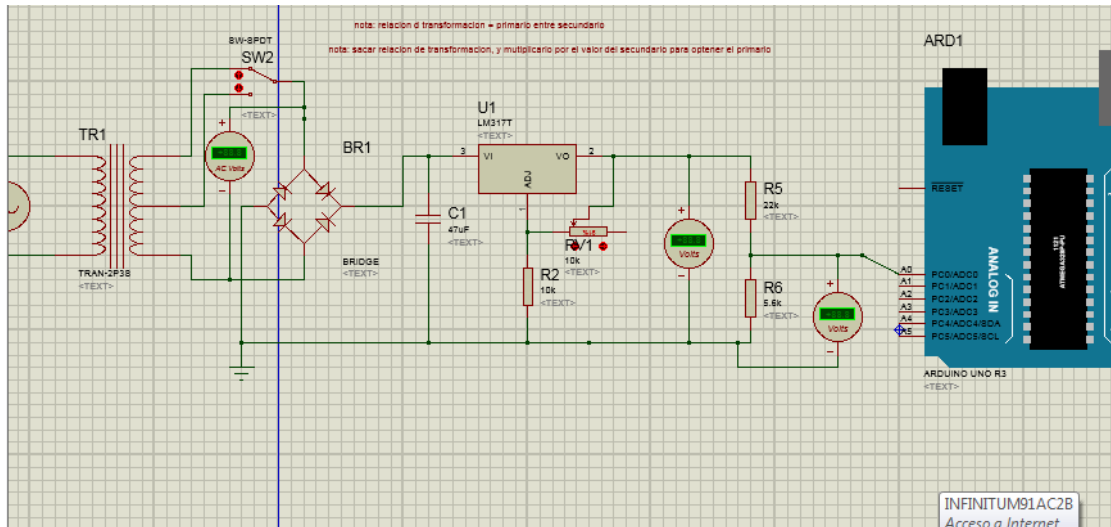 nota: relacion d transformacion = primario entre secundario
nota: sacar relacion de transformacion, y mutiplicarlo por el valor del secundario para optener el primario
SW-SPDT
SW2
<TEXT>
TR1
TRAN-2P3S
<TEXT>
AC Volts
BR1
BRIDGE
<TEXT>
C1
47uF
<TEXT>
U1
LM317T
<TEXT>
3
VI
VO
2
ADJ
1
RV1
10k
<TEXT>
R2
10k
<TEXT>
Volts
R5
22k
<TEXT>
R6
5.6k
<TEXT>
Volts
ARD1
RESET
A0
PC0/ADC0
A1
PC1/ADC1
A2
PC2/ADC2
A3
PC3/ADC3
A4
PC4/ADC4/SDA
A5
PC5/ADC5/SCL
ANALOG IN
1121
ATMEGA328P-PU
ARDUINO UNO R3
<TEXT>
INFINITUM91AC2B
Acceso a Internet